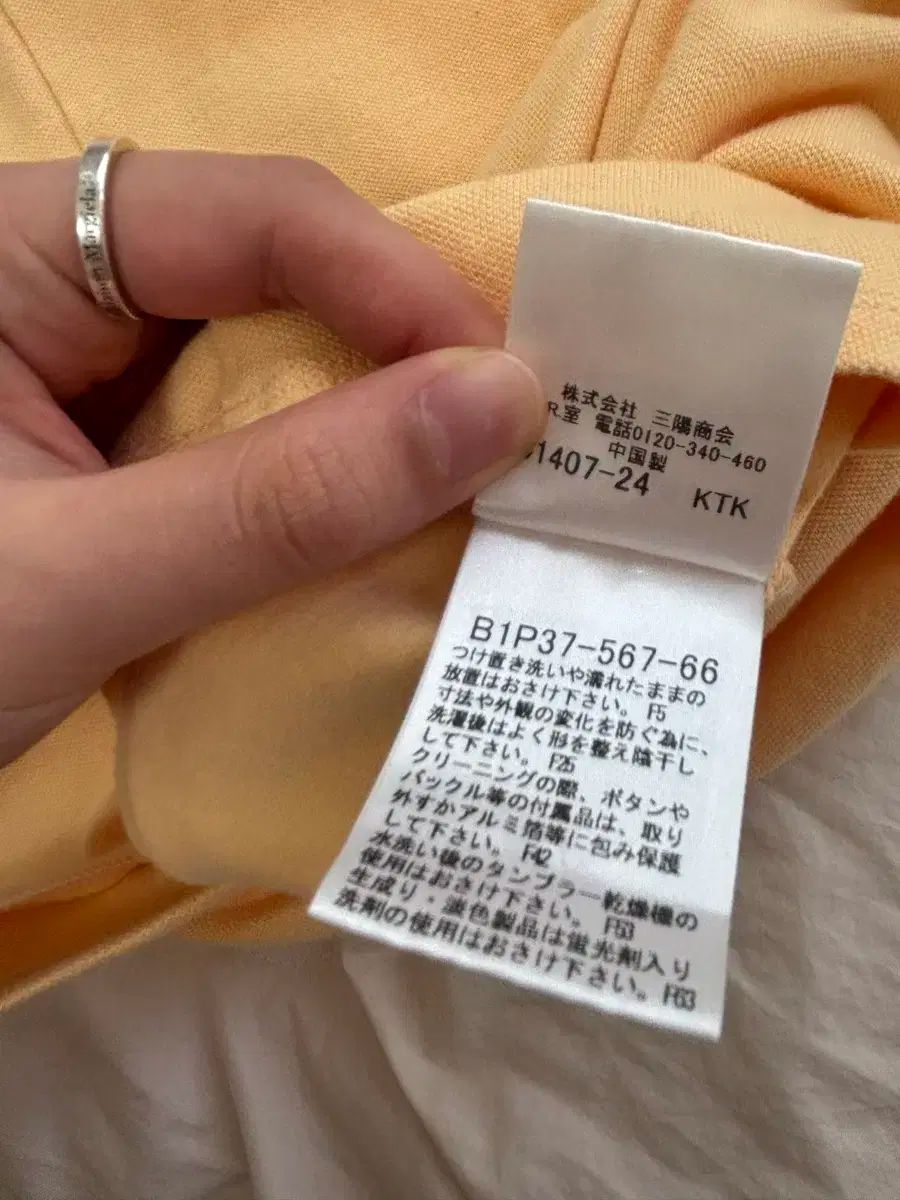 Margiela
株式会社 三陽商会
R.室 電話0120-340-460
中国製
1407-24 KTK
B1P37-567-66
つけ置き洗いや濡れたままの
放置はおさけ下さい。 F5
寸法や外観の変化を防ぐ為に、
洗濯後はよく形を整え陰干し
して下さい。 F25
クリーニングの際、ボタンや
バックル等の付属品は、取り
外すかアルミ箔等に包み保護
して下さい。 F42
水洗い後のタンブラー乾燥機の
使用はおさけ下さい。 F53
生成り・淡色製品は蛍光剤入り
洗剤の使用はおさけ下さい。 F63